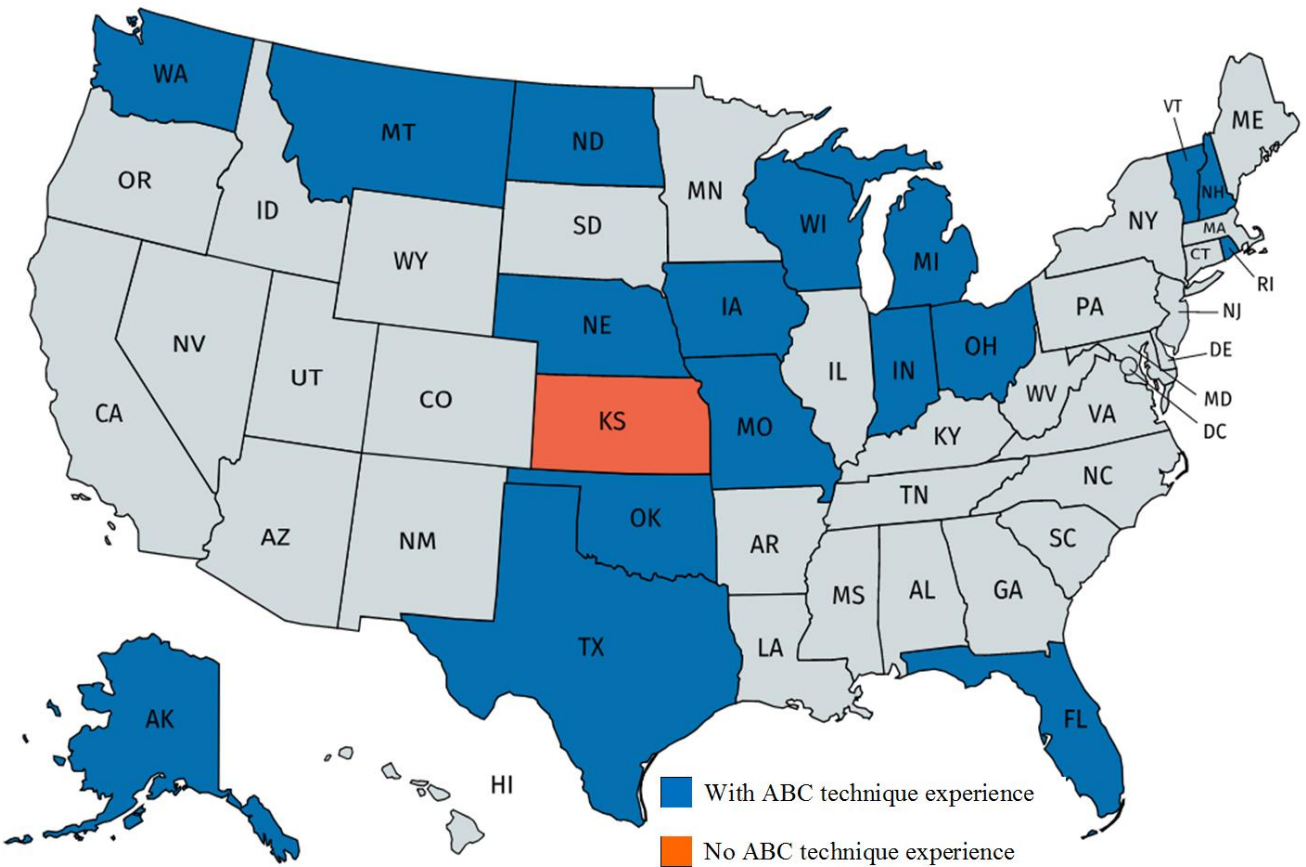 WA
MT
ND
MN
VT
ME
OR
ID
SD
WI
NH
NY
MA
WY
MI
CT
RI
NE
IA
PA
NJ
NV
OH
DE
UT
IL
IN
CO
WV
MD
CA
KS
MO
VA
DC
KY
NC
TN
OK
AZ
NM
AR
SC
MS
AL
GA
TX
LA
AK
FL
HI
With ABC technique experience
No ABC technique experience